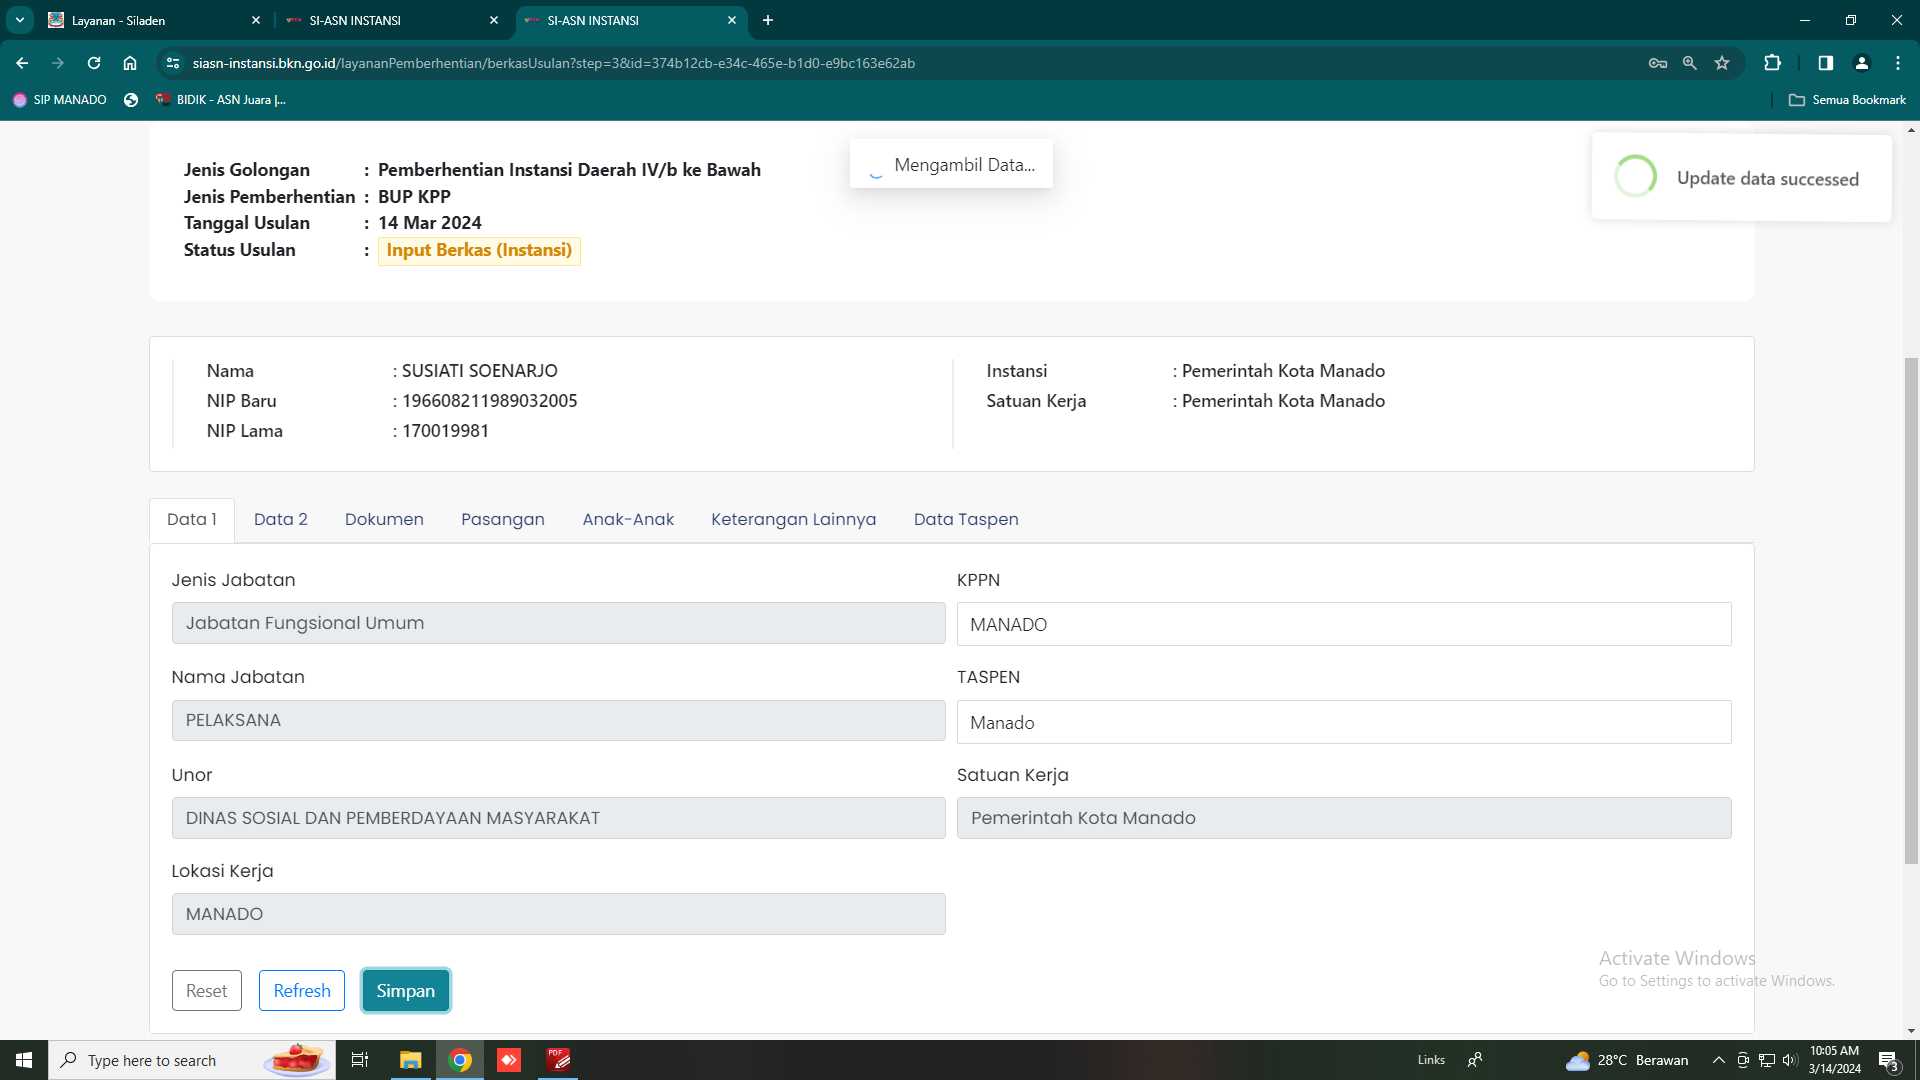 Layanan - Siladen
SI-ASN INSTANSI
SI-ASN INSTANSI
siasn-instansi.bkn.go.id/layananPemberhentian/berkasUsulan?step=3&id=374b12cb-e34c-465e-b1d0-e9bc163e62ab
SIP MANADO
BIDIK - ASN Juara |...
Semua Bookmark
Jenis Golongan : Pemberhentian Instansi Daerah IV/b ke Bawah
Jenis Pemberhentian : BUP KPP
Tanggal Usulan : 14 Mar 2024
Status Usulan : Input Berkas (Instansi)
Mengambil Data...
Update data successed
Nama : SUSIATI SOENARJO
NIP Baru : 196608211989032005
NIP Lama : 170019981
Instansi : Pemerintah Kota Manado
Satuan Kerja : Pemerintah Kota Manado
Data 1 Data 2 Dokumen Pasangan Anak-Anak Keterangan Lainnya Data Taspen
Jenis Jabatan
Jabatan Fungsional Umum
KPPN
MANADO
Nama Jabatan
PELAKSANA
TASPEN
Manado
Unor
DINAS SOSIAL DAN PEMBERDAYAAN MASYARAKAT
Satuan Kerja
Pemerintah Kota Manado
Lokasi Kerja
MANADO
Reset Refresh Simpan
Activate Windows
Go to Settings to activate Windows.
Type here to search
PDF
Links
28°C Berawan
10:05 AM
3/14/2024
3